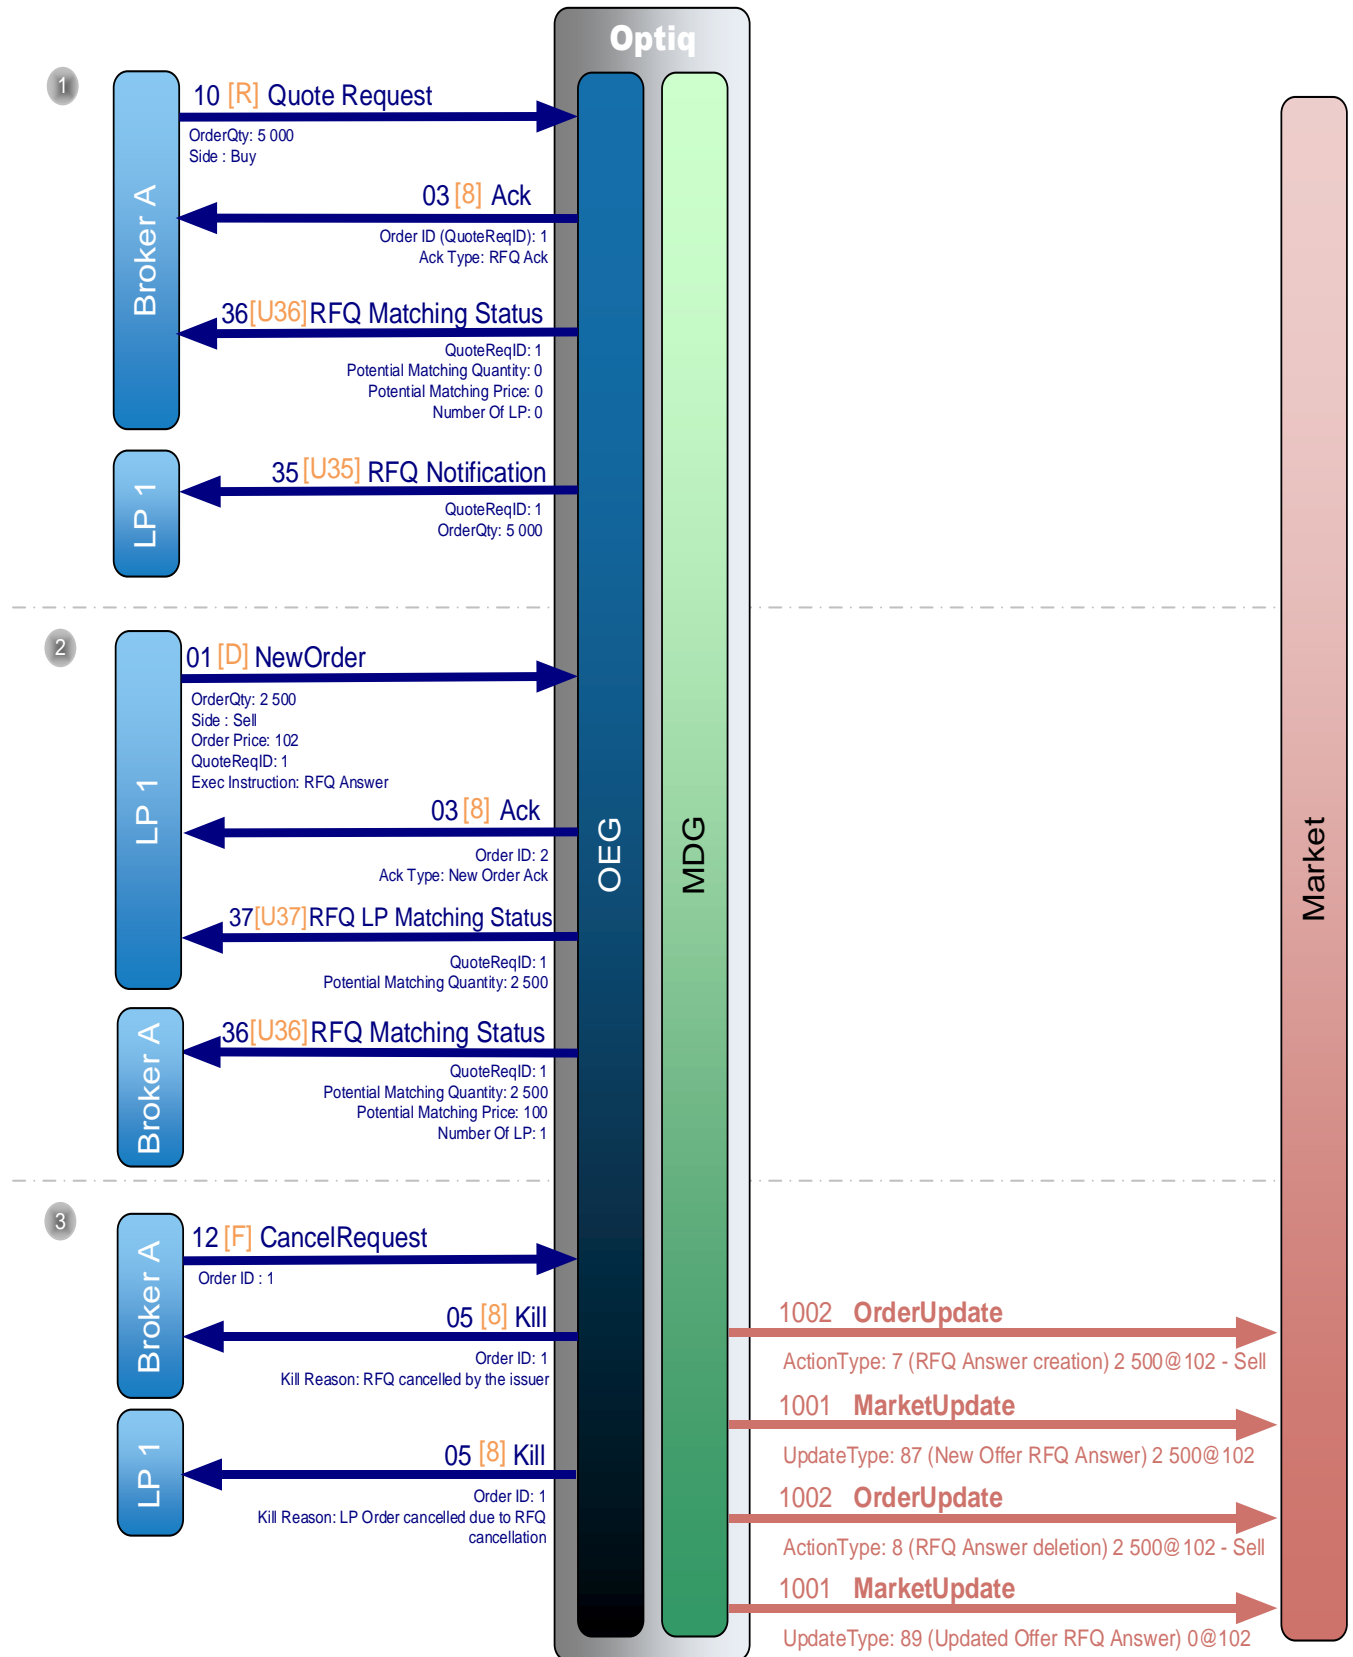 Optiq
1
Broker A
10 [R] Quote Request
OrderQty: 5 000
Side : Buy
03 [8] Ack
Order ID (QuoteReqID): 1
Ack Type: RFQ Ack
36[U36]RFQ Matching Status
QuoteReqID: 1
Potential Matching Quantity: 0
Potential Matching Price: 0
Number Of LP: 0
LP 1
35 [U35] RFQ Notification
QuoteReqID: 1
OrderQty: 5 000
2
LP 1
01 [D] NewOrder
OrderQty: 2 500
Side : Sell
Order Price: 102
QuoteReqID: 1
Exec Instruction: RFQ Answer
03 [8] Ack
Order ID: 2
Ack Type: New Order Ack
37[U37]RFQ LP Matching Status
QuoteReqID: 1
Potential Matching Quantity: 2 500
Broker A
36[U36]RFQ Matching Status
QuoteReqID: 1
Potential Matching Quantity: 2 500
Potential Matching Price: 100
Number Of LP: 1
OEG
MDG
Market
3
Broker A
12 [F] CancelRequest
Order ID : 1
05 [8] Kill
Order ID: 1
Kill Reason: RFQ cancelled by the issuer
LP 1
05 [8] Kill
Order ID: 1
Kill Reason: LP Order cancelled due to RFQ
cancellation
1002 OrderUpdate
ActionType: 7 (RFQ Answer creation) 2 500@102 - Sell
1001 MarketUpdate
UpdateType: 87 (New Offer RFQ Answer) 2 500@102
1002 OrderUpdate
ActionType: 8 (RFQ Answer deletion) 2 500@102 - Sell
1001 MarketUpdate
UpdateType: 89 (Updated Offer RFQ Answer) 0@102